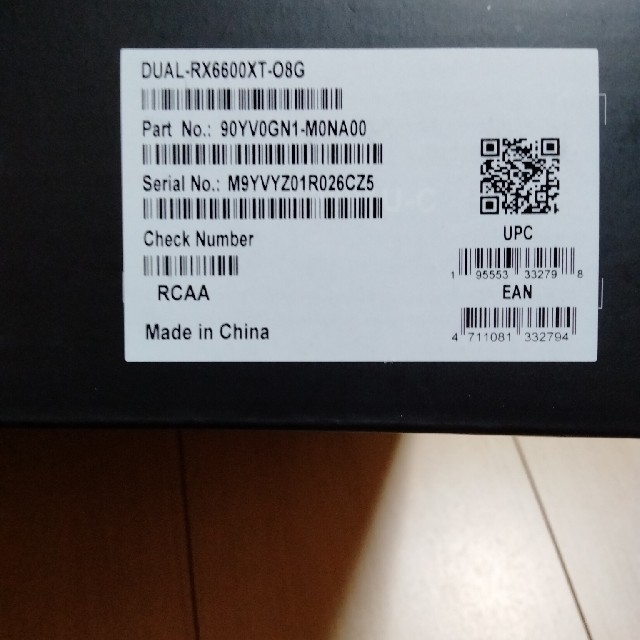 DUAL-RX6600XT-O8G
Part No.: 90YV0GN1-M0NA00
Serial No.: M9YVYZ01R026CZ5
Check Number
RCAA
Made in China
UPC
1 95553 33279 8
EAN
4 711081 332794